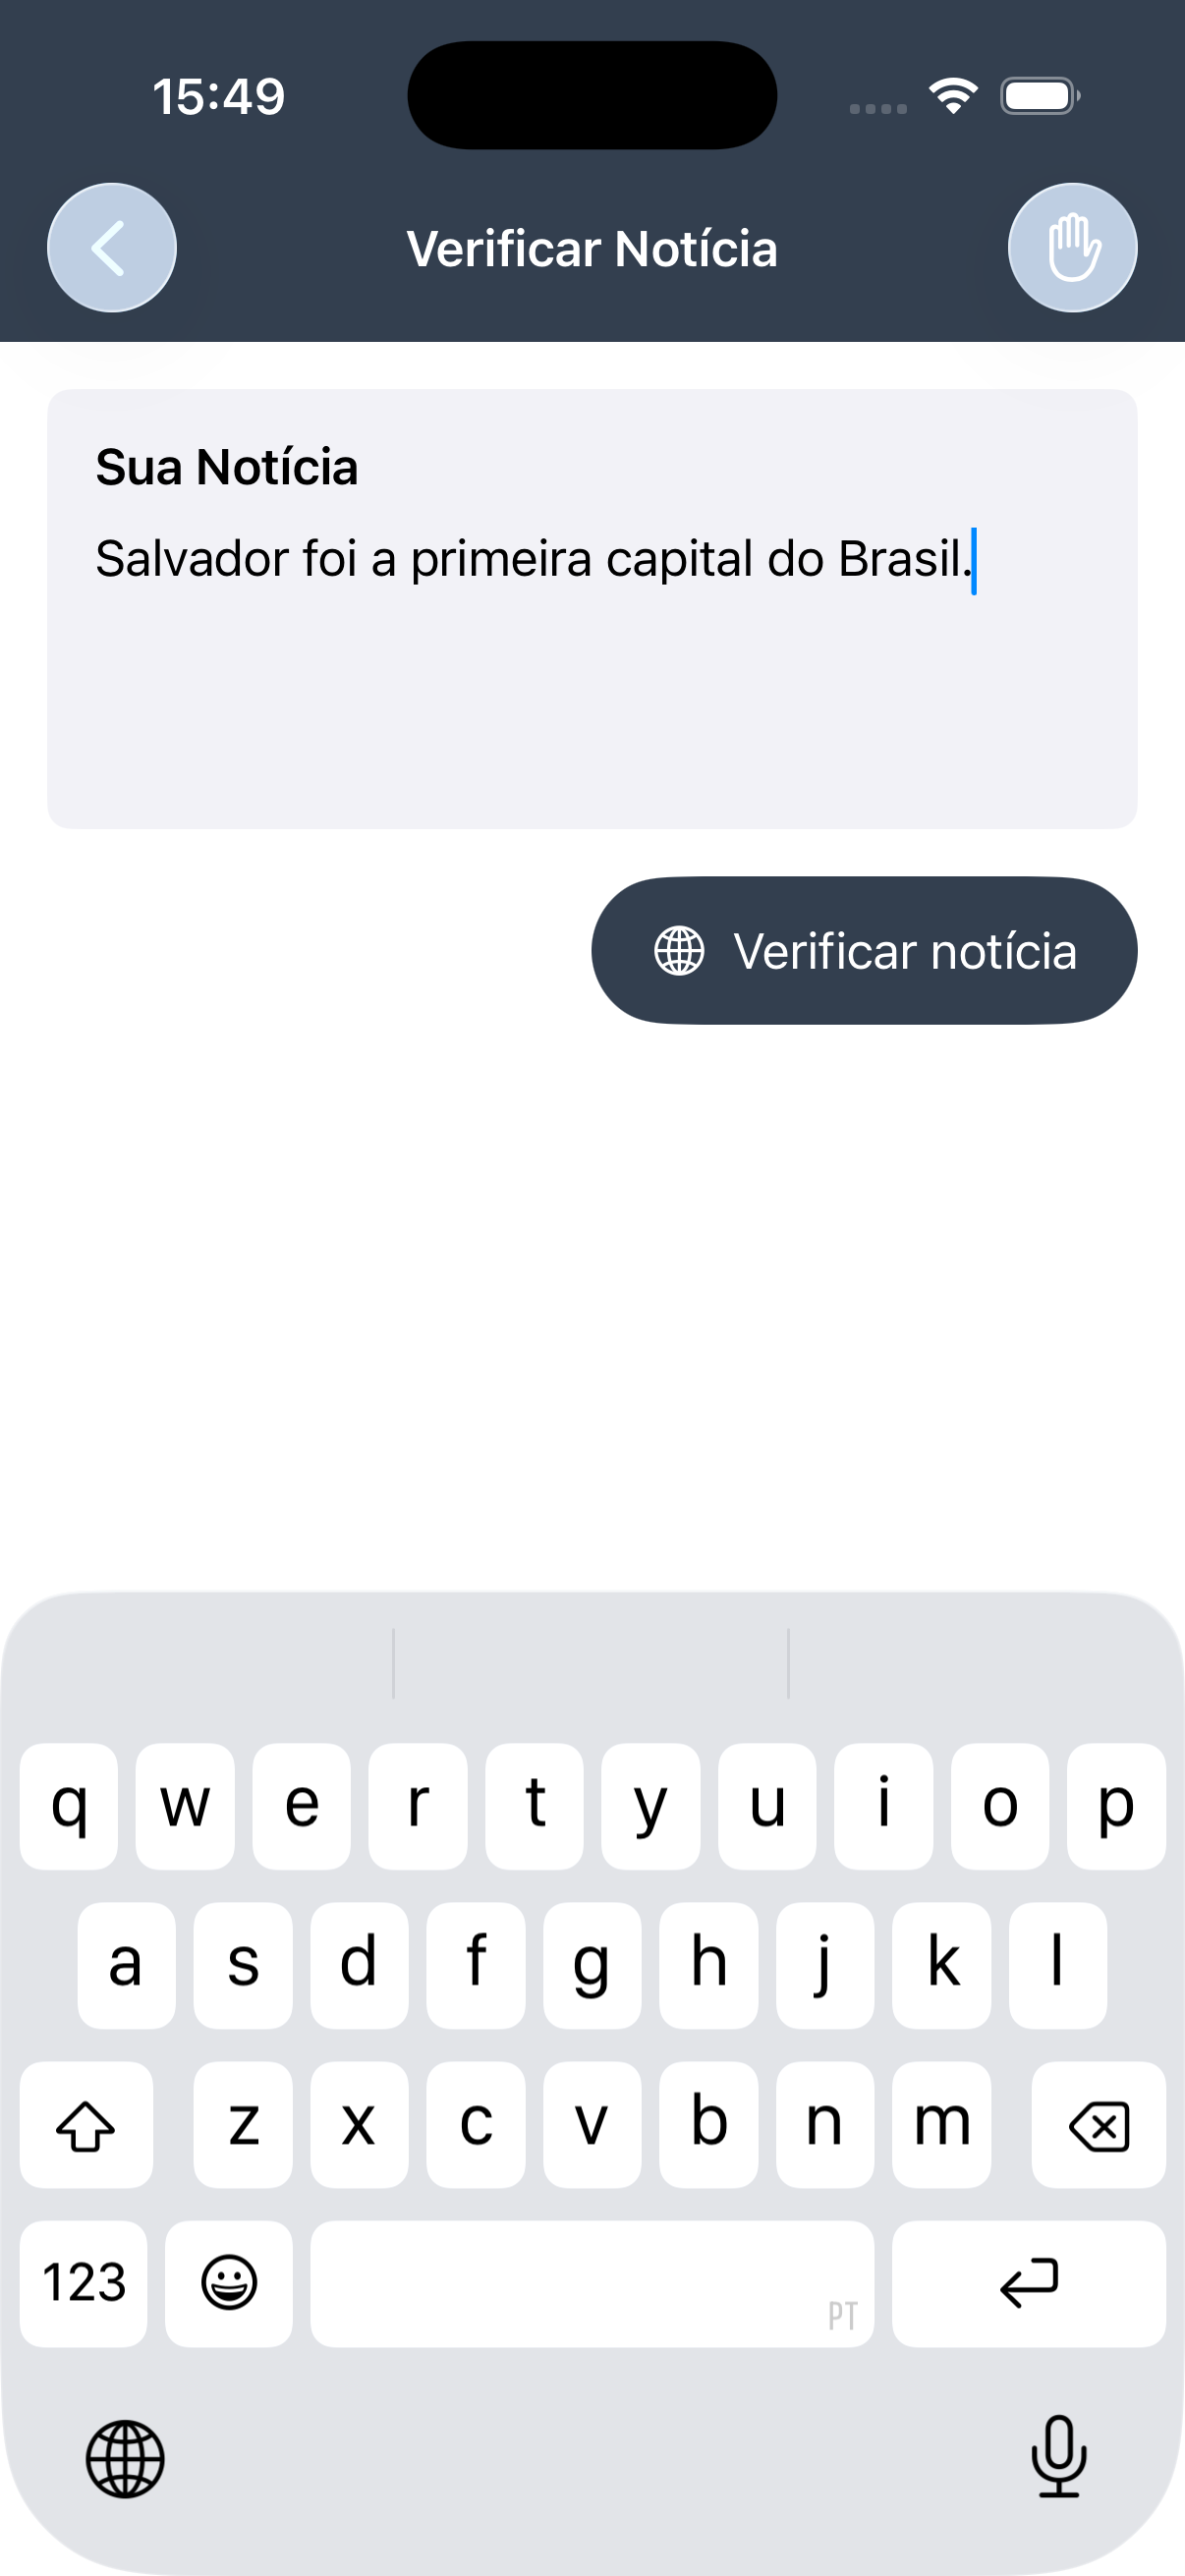 15:49
Verificar Notícia
Sua Notícia
Salvador foi a primeira capital do Brasil.
Verificar notícia
q w e r t y u i o p
a s d f g h j k l
z x c v b n m
123
PT